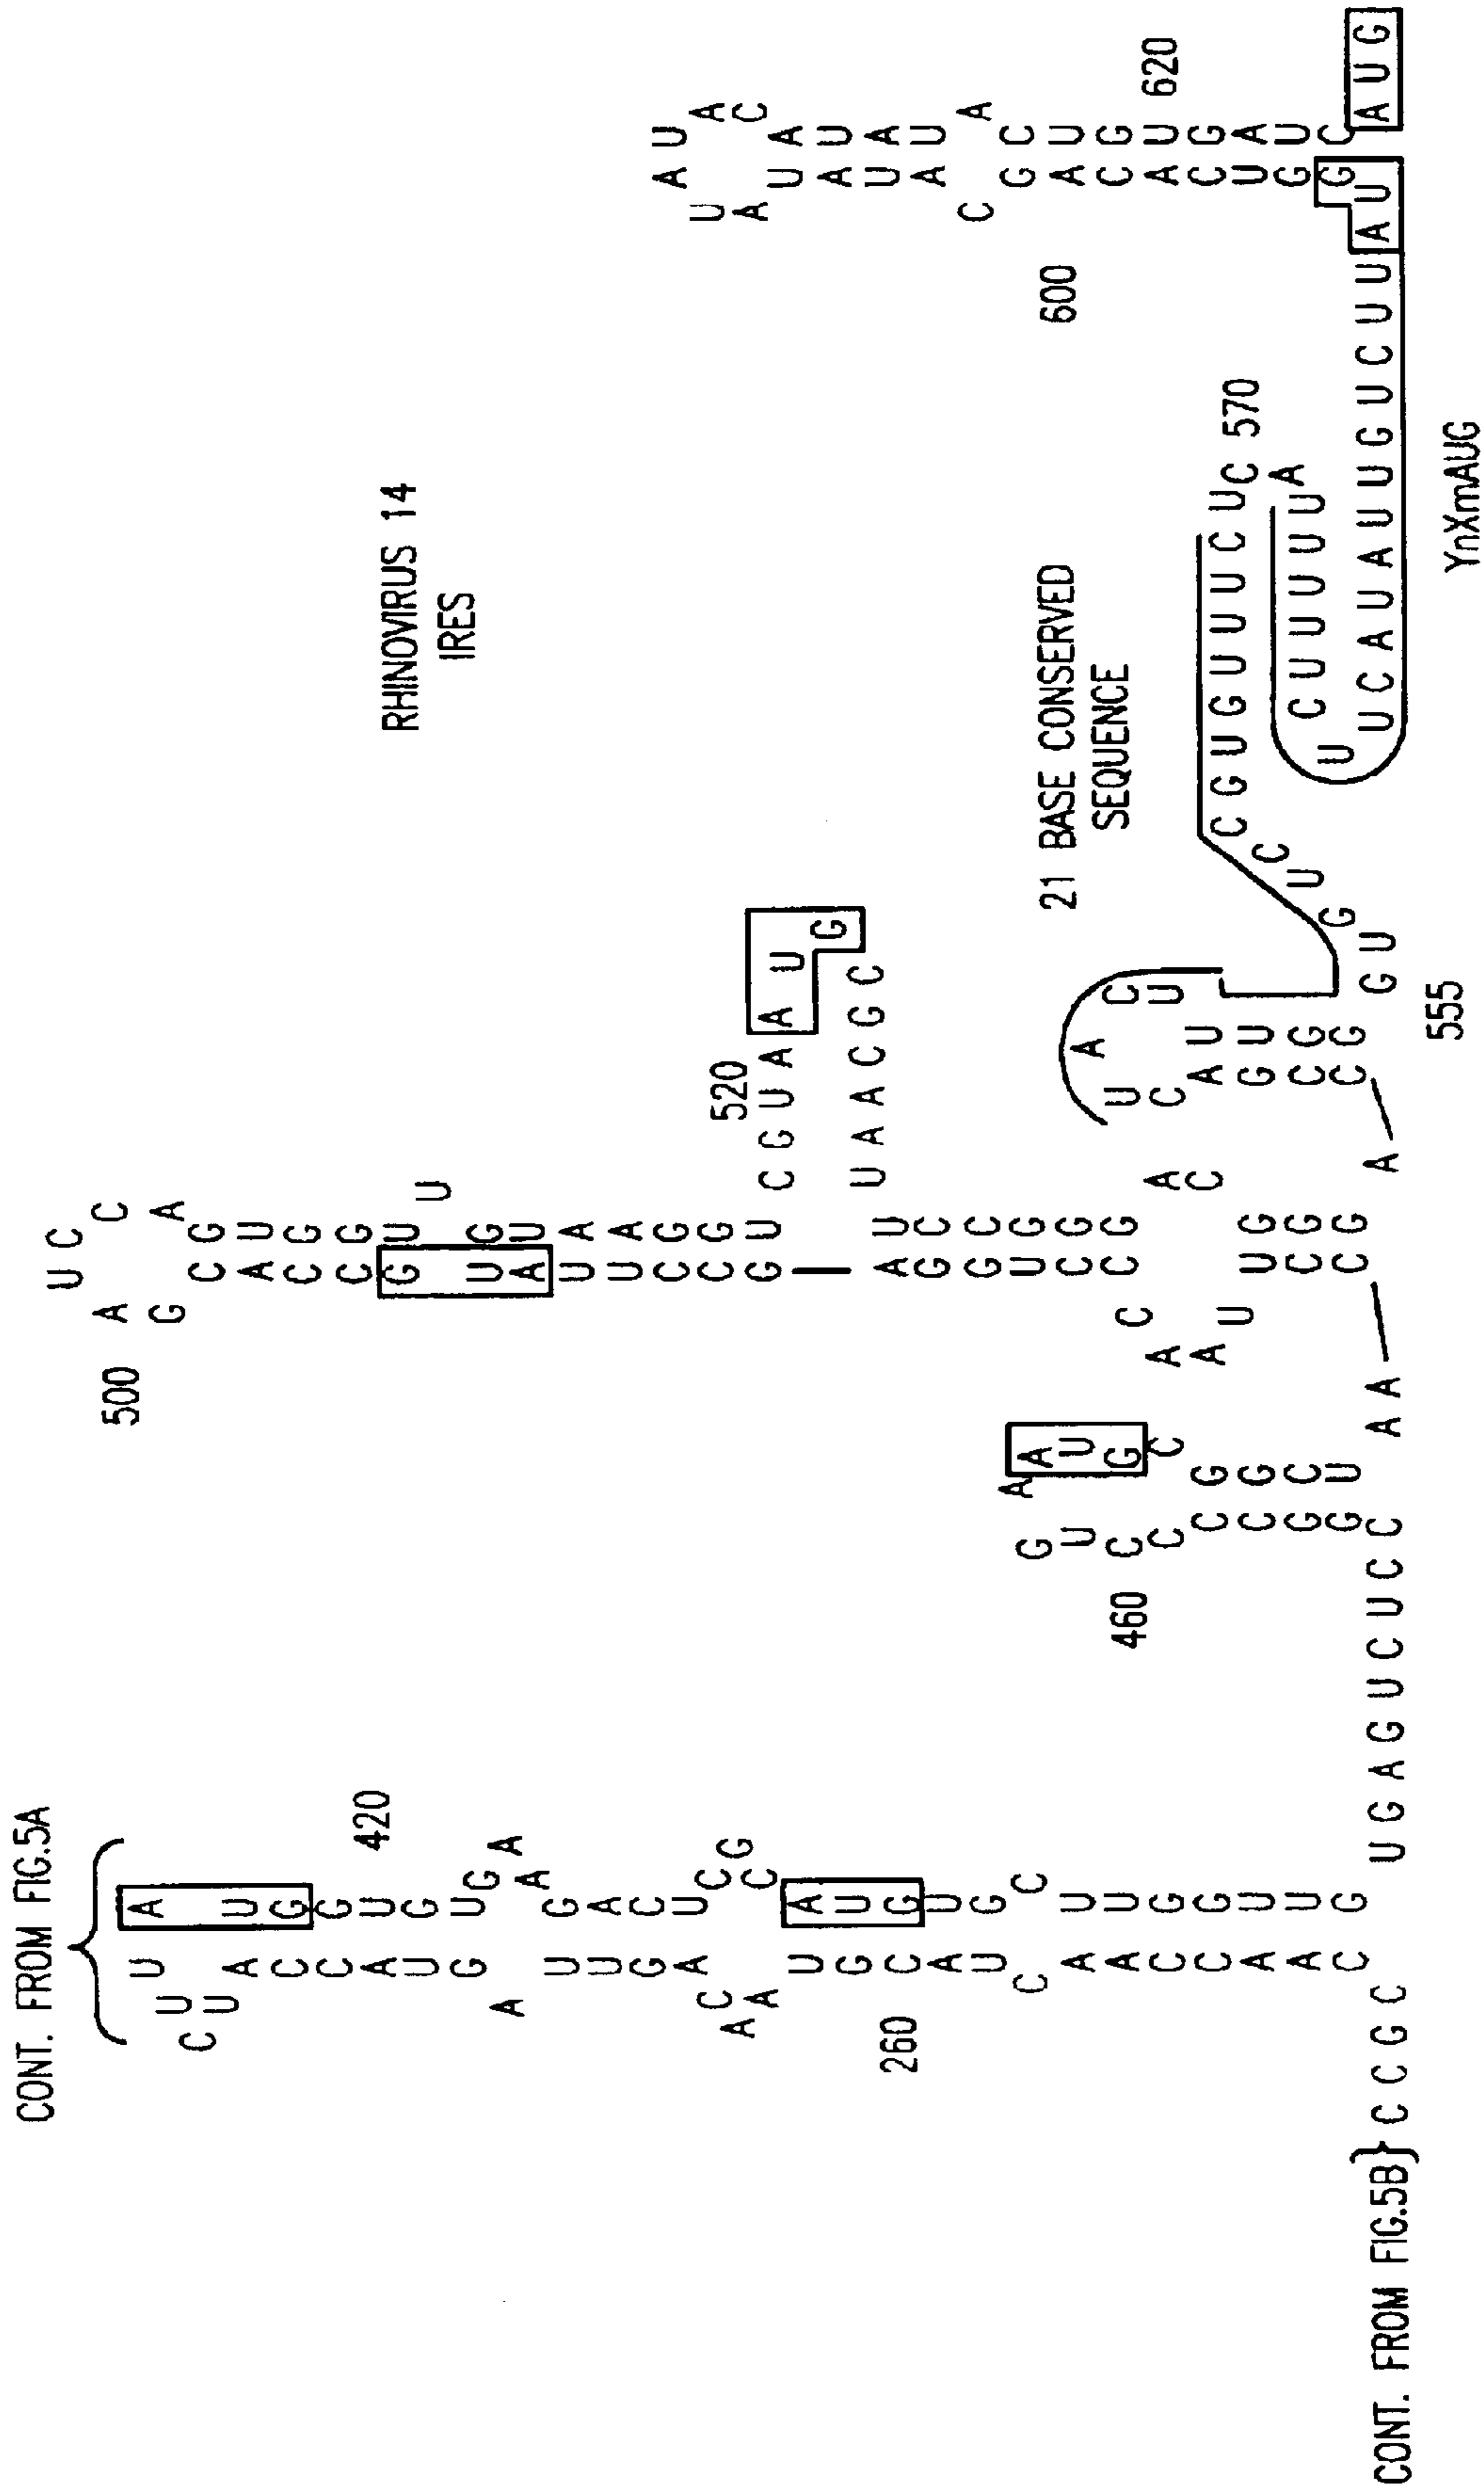 CONT. FROM FIG.5A
RHINOVIRUS 14
IRES
CONT. FROM FIG.5B
C C G C
C A A C C A A C U A C G U A A C A G U U A G U A C C A U C U U
260
A U G G U G U G A A G A C U C G C A U G U G C U U G G U U G
420
U G A G U C U C C
G G C C C C U G
460
A A U G C G G C U
A A
C C U U A A C C C U G G A
G C C U U A U G C C A C G A
500
U C C A G U G G U U G U A A G G U
C G U A A U G
520
C G C A A U
U C C G G G A C G G G
A
C C G A C U A C U U U G G
G U G U C C G U G U U U C U C
555
570
21 BASE CONSERVED
SEQUENCE
A U U U U U C
U
U C A U A U U G U C U U A U
YnXmAUG
G G U C A C A G C A U A U A U A
600
U A C A U A U A C U G U G A U C
620
A U G